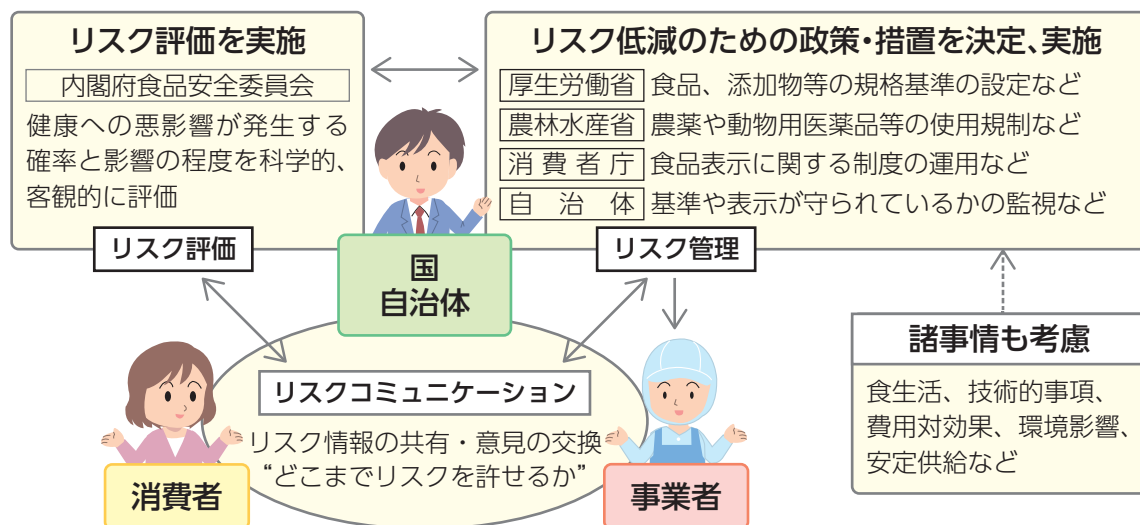 リスク評価を実施
内閣府食品安全委員会
健康への悪影響が発生する
確率と影響の程度を科学的、
客観的に評価
リスク評価
リスク低減のための政策・措置を決定、実施
厚生労働省 食品、添加物等の規格基準の設定など
農林水産省 農薬や動物用医薬品等の使用規制など
消費者庁 食品表示に関する制度の運用など
自治体 基準や表示が守られているかの監視など
リスク管理
国
自治体
諸事情も考慮
食生活、技術的事項、
費用対効果、環境影響、
安定供給など
リスクコミュニケーション
リスク情報の共有・意見の交換
“どこまでリスクを許せるか”
消費者
事業者